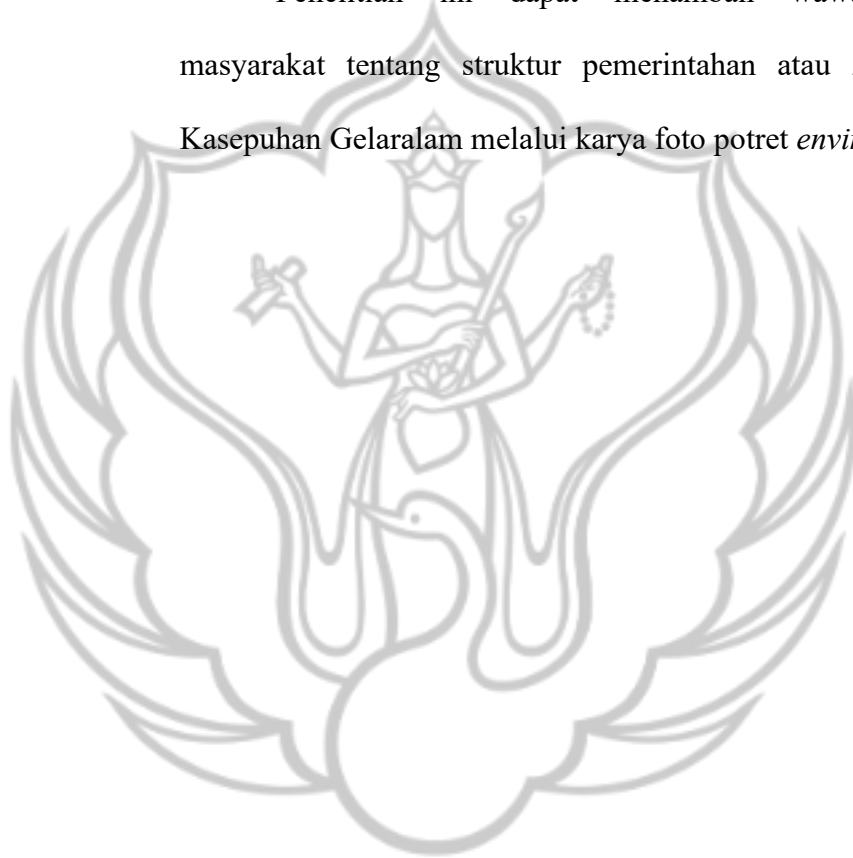 Penelitian ini dapat menambah
masyarakat tentang struktur pemerintahan atau
Kasepuhan Gelaralam melalui karya foto potret